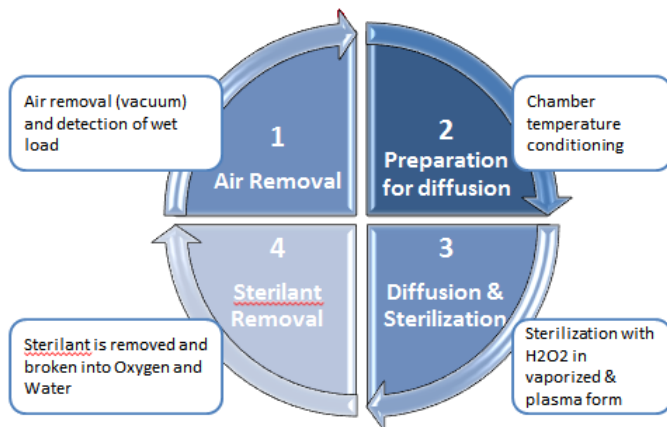 Air removal (vacuum)
and detection of wet
load
1
Air Removal
2
Preparation
for diffusion
Chamber
temperature
conditioning
4
Sterilant
Removal
3
Diffusion &
Sterilization
Sterilant is removed and
broken into Oxygen and
Water
Sterilization with
H2O2 in
vaporized &
plasma form